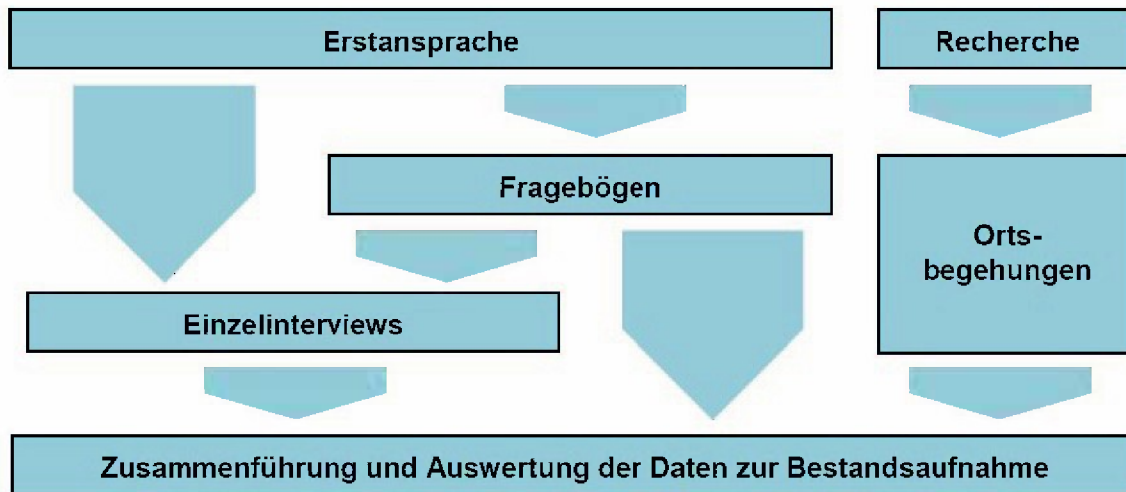 Erstansprache
Recherche
Fragebögen
Orts-
begehungen
Einzelinterviews
Zusammenführung und Auswertung der Daten zur Bestandsaufnahme